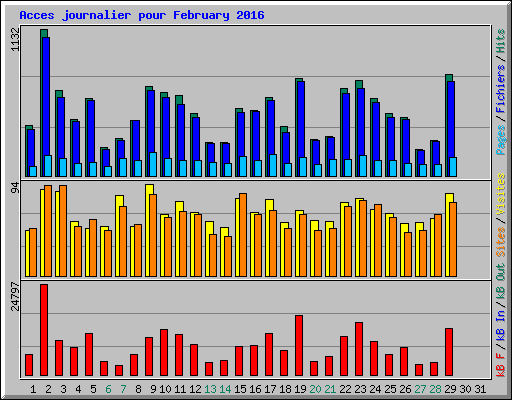 Acces journalier pour February 2016
1132
Pages / Fichiers / Hits
94
Sites / Visites
24797
kB F / kB In / kB Out
1 2 3 4 5 6 7 8 9 10 11 12 13 14 15 16 17 18 19 20 21 22 23 24 25 26 27 28 29 30 31